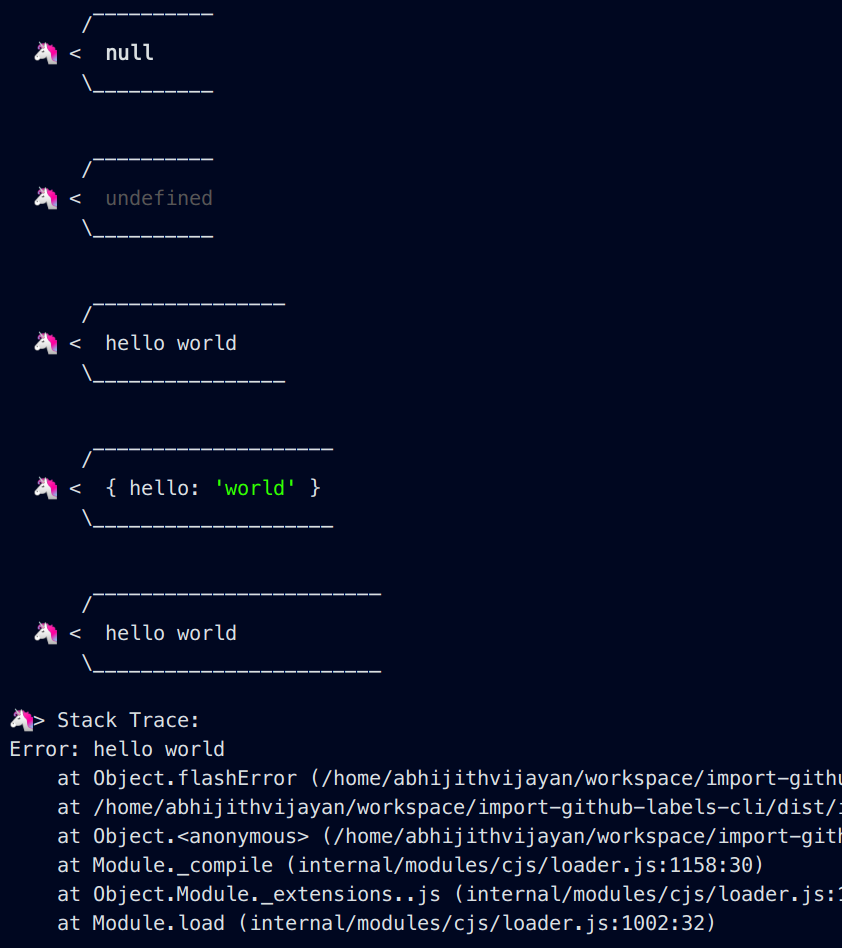 __________
 /
🦄 <  null
 \__________
  __________
 /
🦄 <  undefined
 \__________
  ________________
 /
🦄 <  hello world
 \________________
  ____________________
 /
🦄 <  { hello: 'world' }
 \____________________
  ________________________
 /
🦄 <  hello world
 \________________________
🦄> Stack Trace:
Error: hello world
    at Object.flashError (/home/abhijithvijayan/workspace/import-githu
    at /home/abhijithvijayan/workspace/import-github-labels-cli/dist/i
    at Object.<anonymous> (/home/abhijithvijayan/workspace/import-gith
    at Module._compile (internal/modules/cjs/loader.js:1158:30)
    at Object.Module._extensions..js (internal/modules/cjs/loader.js:1
    at Module.load (internal/modules/cjs/loader.js:1002:32)